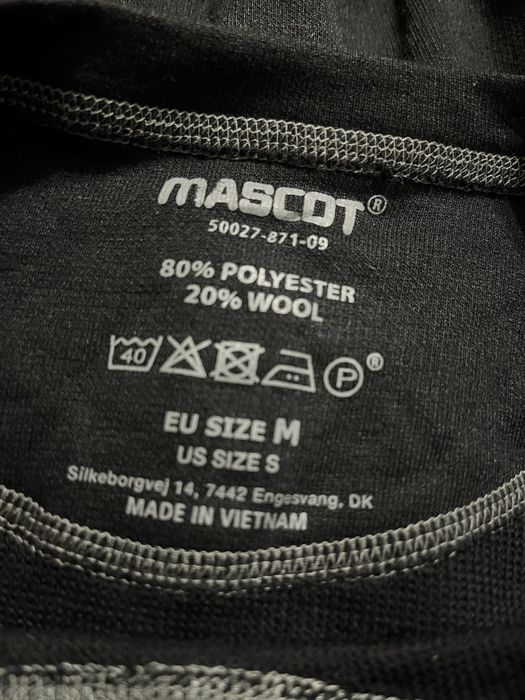 MASCOT®
50027-871-09
80% POLYESTER
20% WOOL
40 P ®
EU SIZE M
US SIZE S
Silkeborgvej 14, 7442 Engesvang, DK
MADE IN VIETNAM